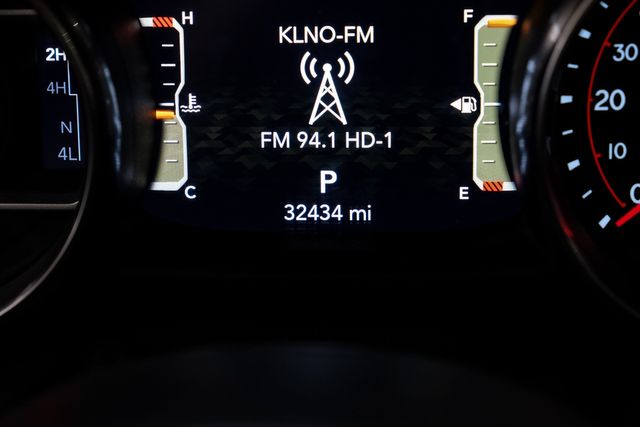 2H
4H
N
4L
H
C
KLNO-FM
FM 94.1 HD-1
P
32434 mi
F
E
30
20
10
0